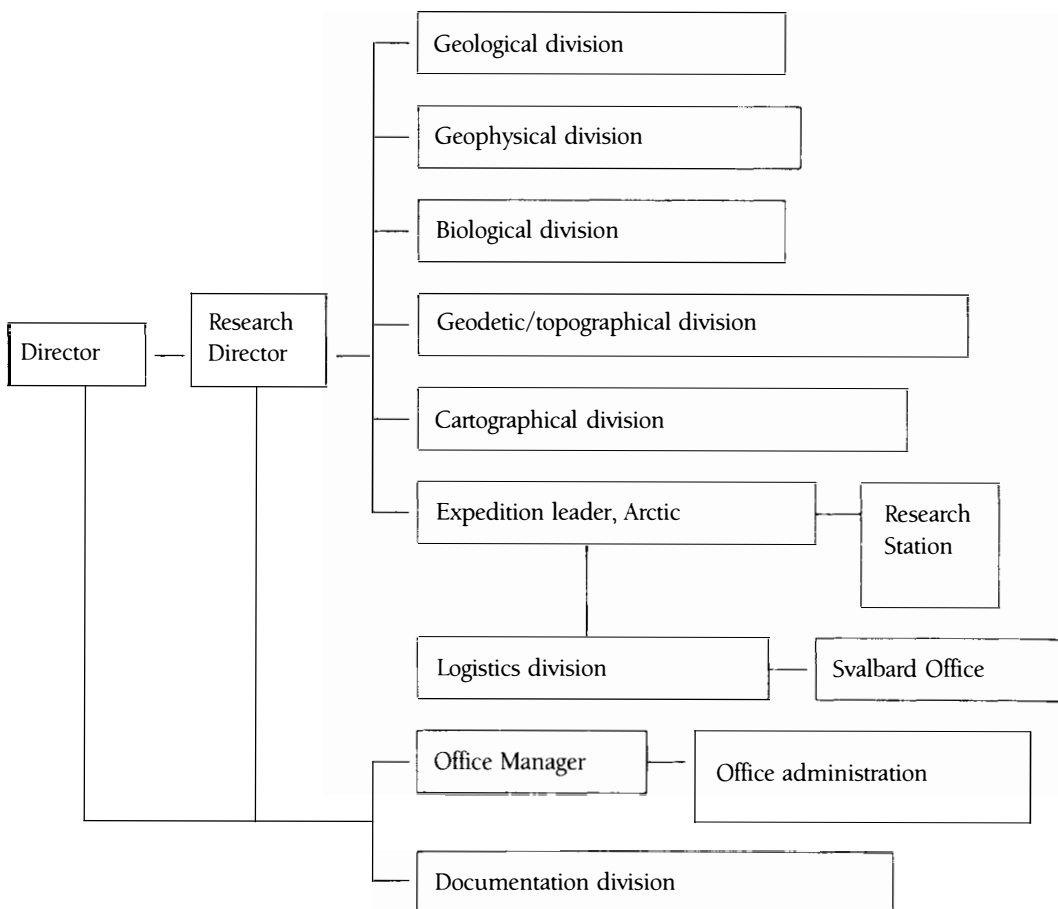 Geological division
Geophysical division
Biological division
Geodetic/topographical division
Director
Research
Director
Cartographical division
Expedition leader, Arctic
Research
Station
Logistics division
Svalbard Office
Office Manager
Office administration
Documentation division